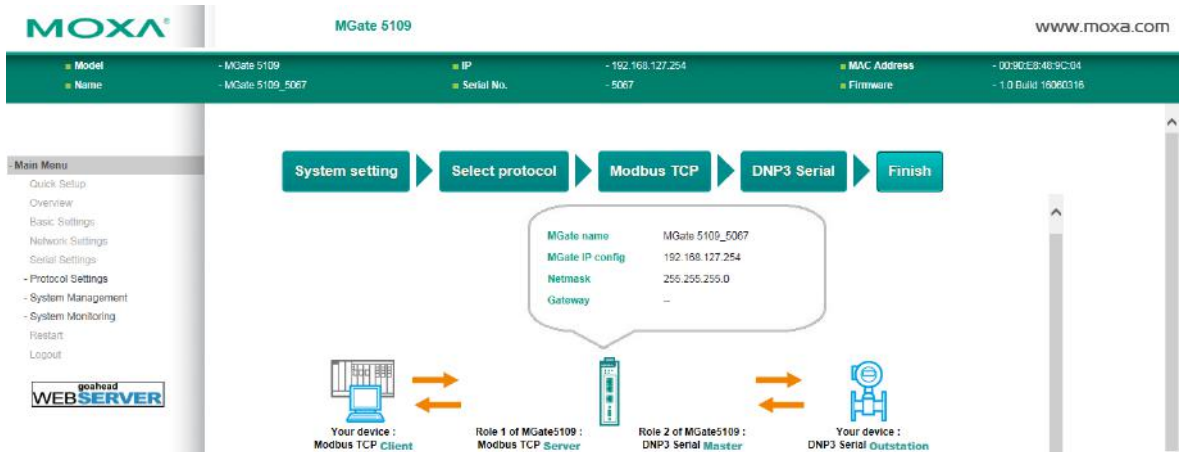 MOXA®
MGate 5109
www.moxa.com
Model - MGate 5109 IP - 192.168.127.254 MAC Address - 00:90:E8:48:9C:04
Name - MGate 5109_5067 Serial No. - 5067 Firmware - 1.0 Build 16060316
- Main Menu
Quick Setup
Overview
Basic Settings
Network Settings
Serial Settings
- Protocol Settings
- System Management
- System Monitoring
Restart
Logout
goahead
WEBSERVER
System setting Select protocol Modbus TCP DNP3 Serial Finish
MGate name MGate 5109_5067
MGate IP config 192.168.127.254
Netmask 255.255.255.0
Gateway --
Your device :
Modbus TCP Client
Role 1 of MGate5109 :
Modbus TCP Server
Role 2 of MGate5109 :
DNP3 Serial Master
Your device :
DNP3 Serial Outstation